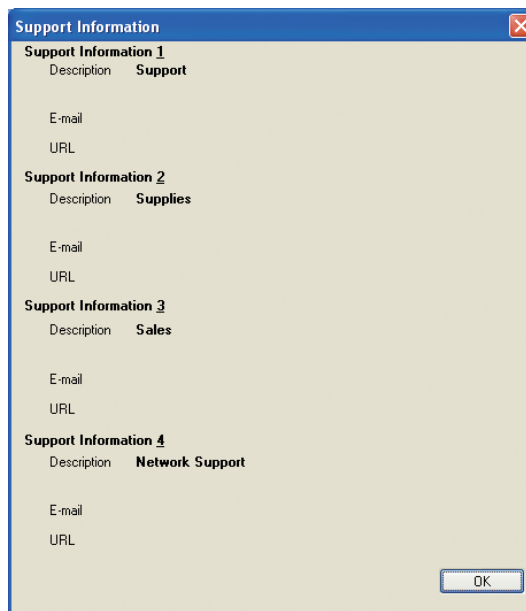 Support Information
Support Information 1
Description Support
E-mail
URL
Support Information 2
Description Supplies
E-mail
URL
Support Information 3
Description Sales
E-mail
URL
Support Information 4
Description Network Support
E-mail
URL
OK